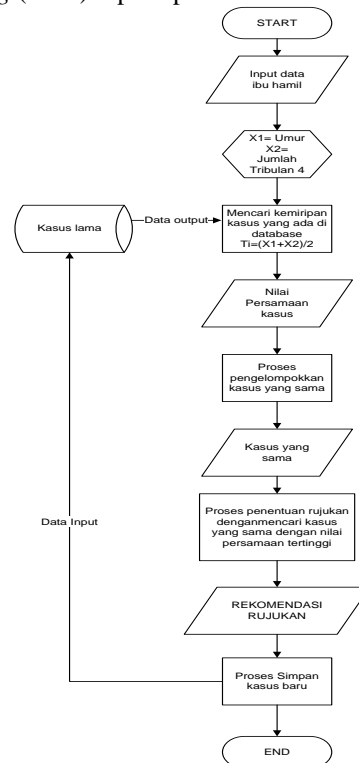 START
Input data
ibu hamil
X1= Umur
X2=
Jumlah
Tribulan 4
Kasus lama
Data output
Mencari kemiripan
kasus yang ada di
database
Ti=(X1+X2)/2
Nilai
Persamaan
kasus
Proses
pengelompokkan
kasus yang sama
Kasus yang
sama
Data Input
Proses penentuan rujukan
denganmencari kasus
yang sama dengan nilai
persamaan tertinggi
REKOMENDASI
RUJUKAN
Proses Simpan
kasus baru
END